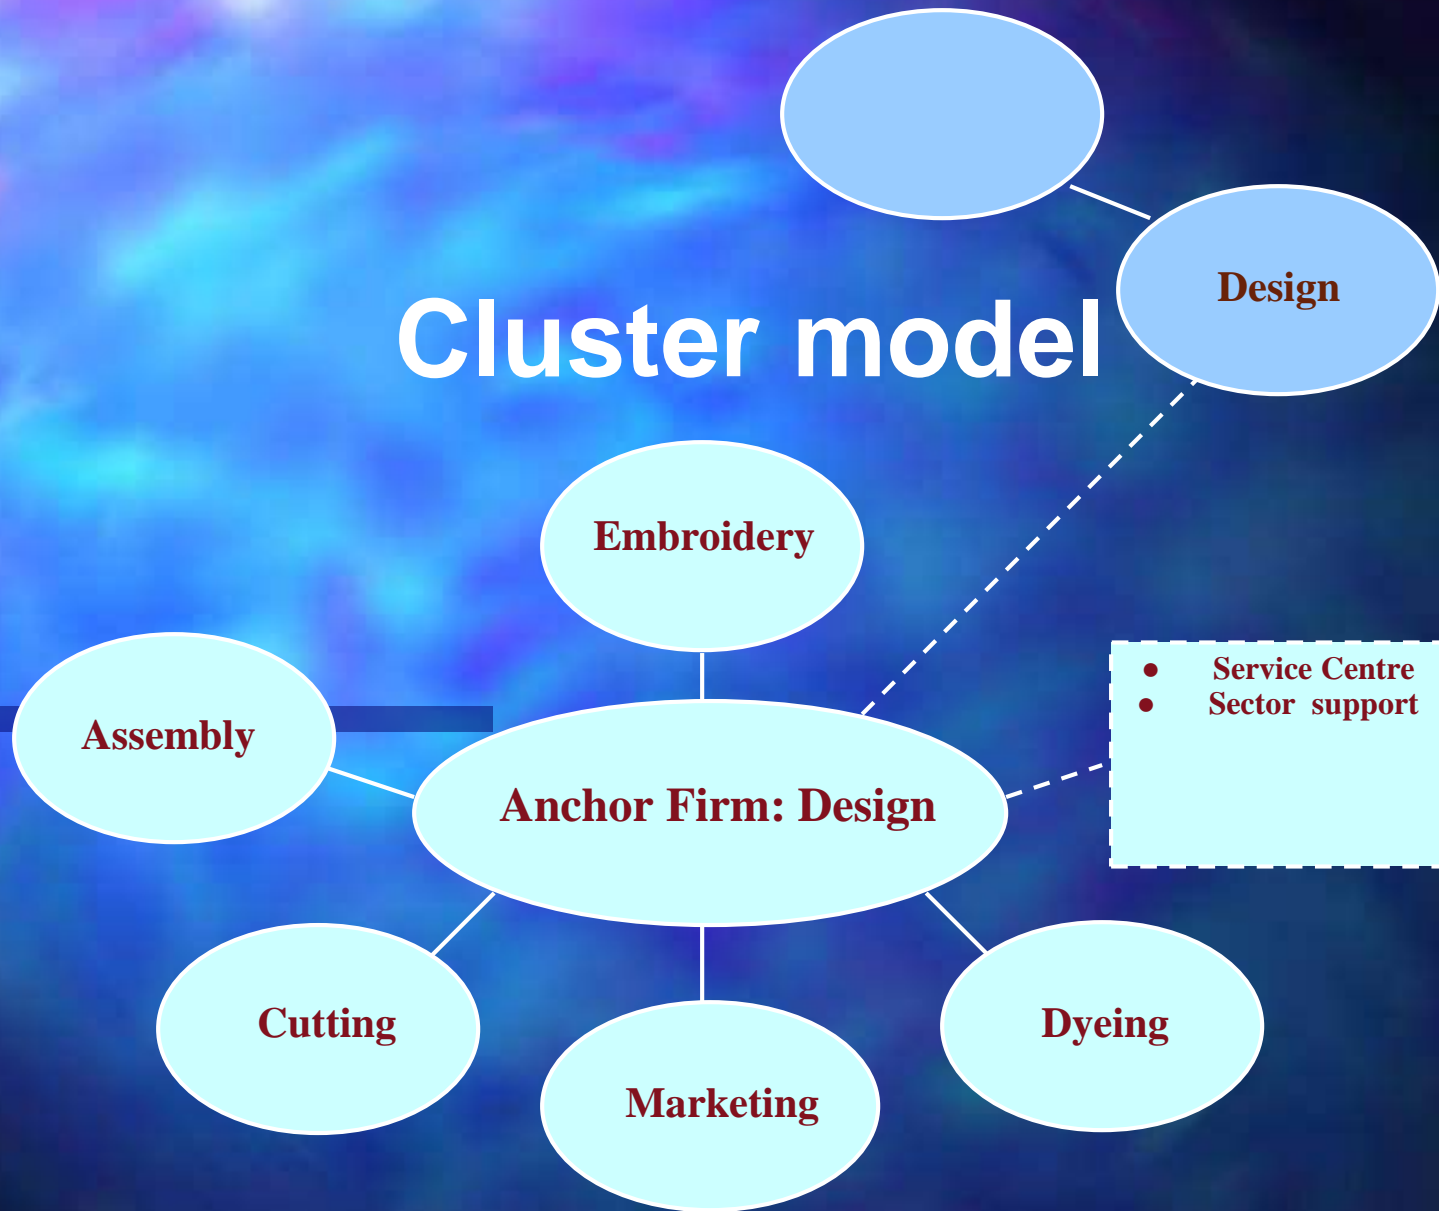 Design
Cluster model
Embroidery
● Service Centre
● Sector support
Assembly
Anchor Firm: Design
Cutting
Dyeing
Marketing